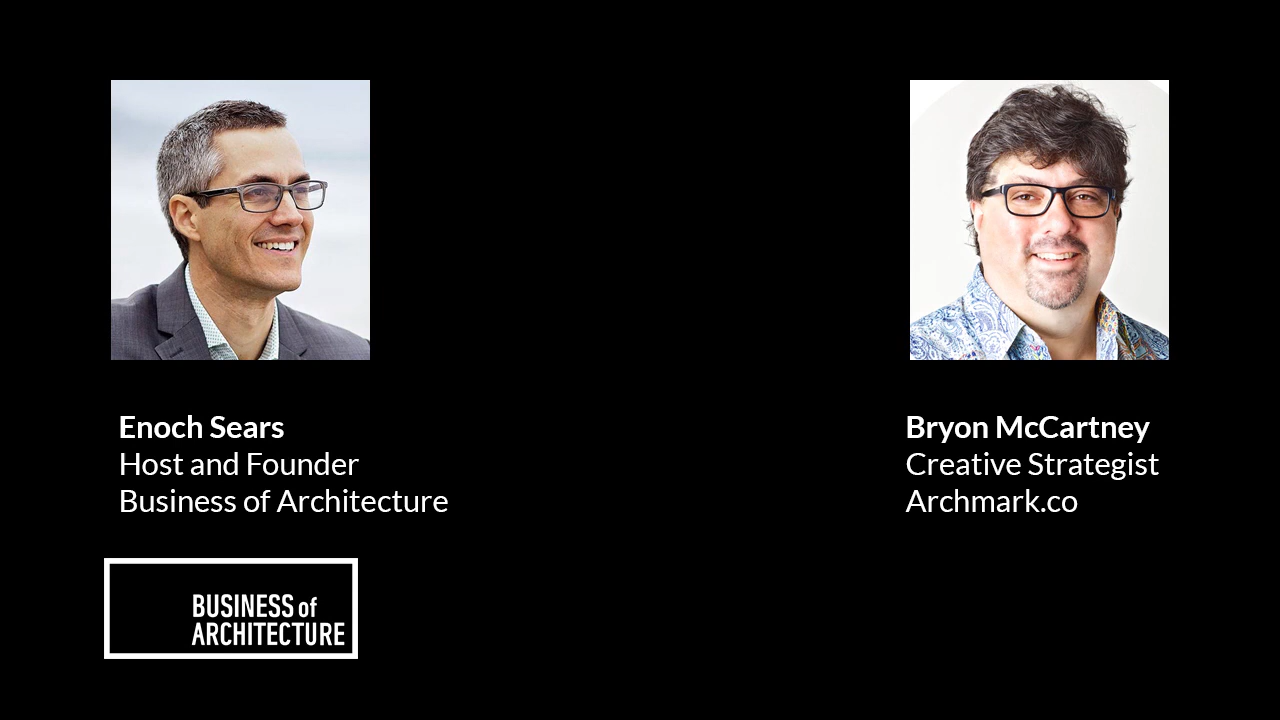 Enoch Sears
Host and Founder
Business of Architecture
Bryon McCartney
Creative Strategist
Archmark.co
BUSINESS of
ARCHITECTURE